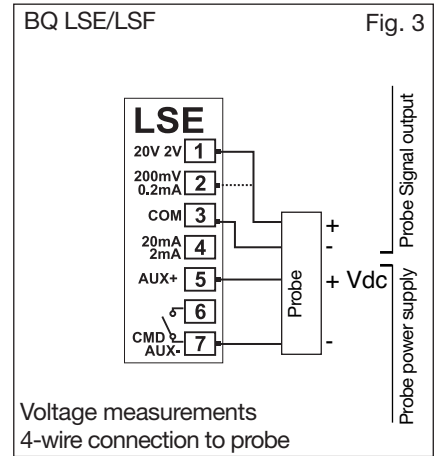 BQ LSE/LSF Fig. 3
LSE
20V 2V 1
200mV
0.2mA 2
COM 3
20mA
2mA 4
AUX+ 5
6
CMD
AUX- 7
Probe
+
-
+ Vdc
-
Probe Signal output
Probe power supply
Voltage measurements
4-wire connection to probe